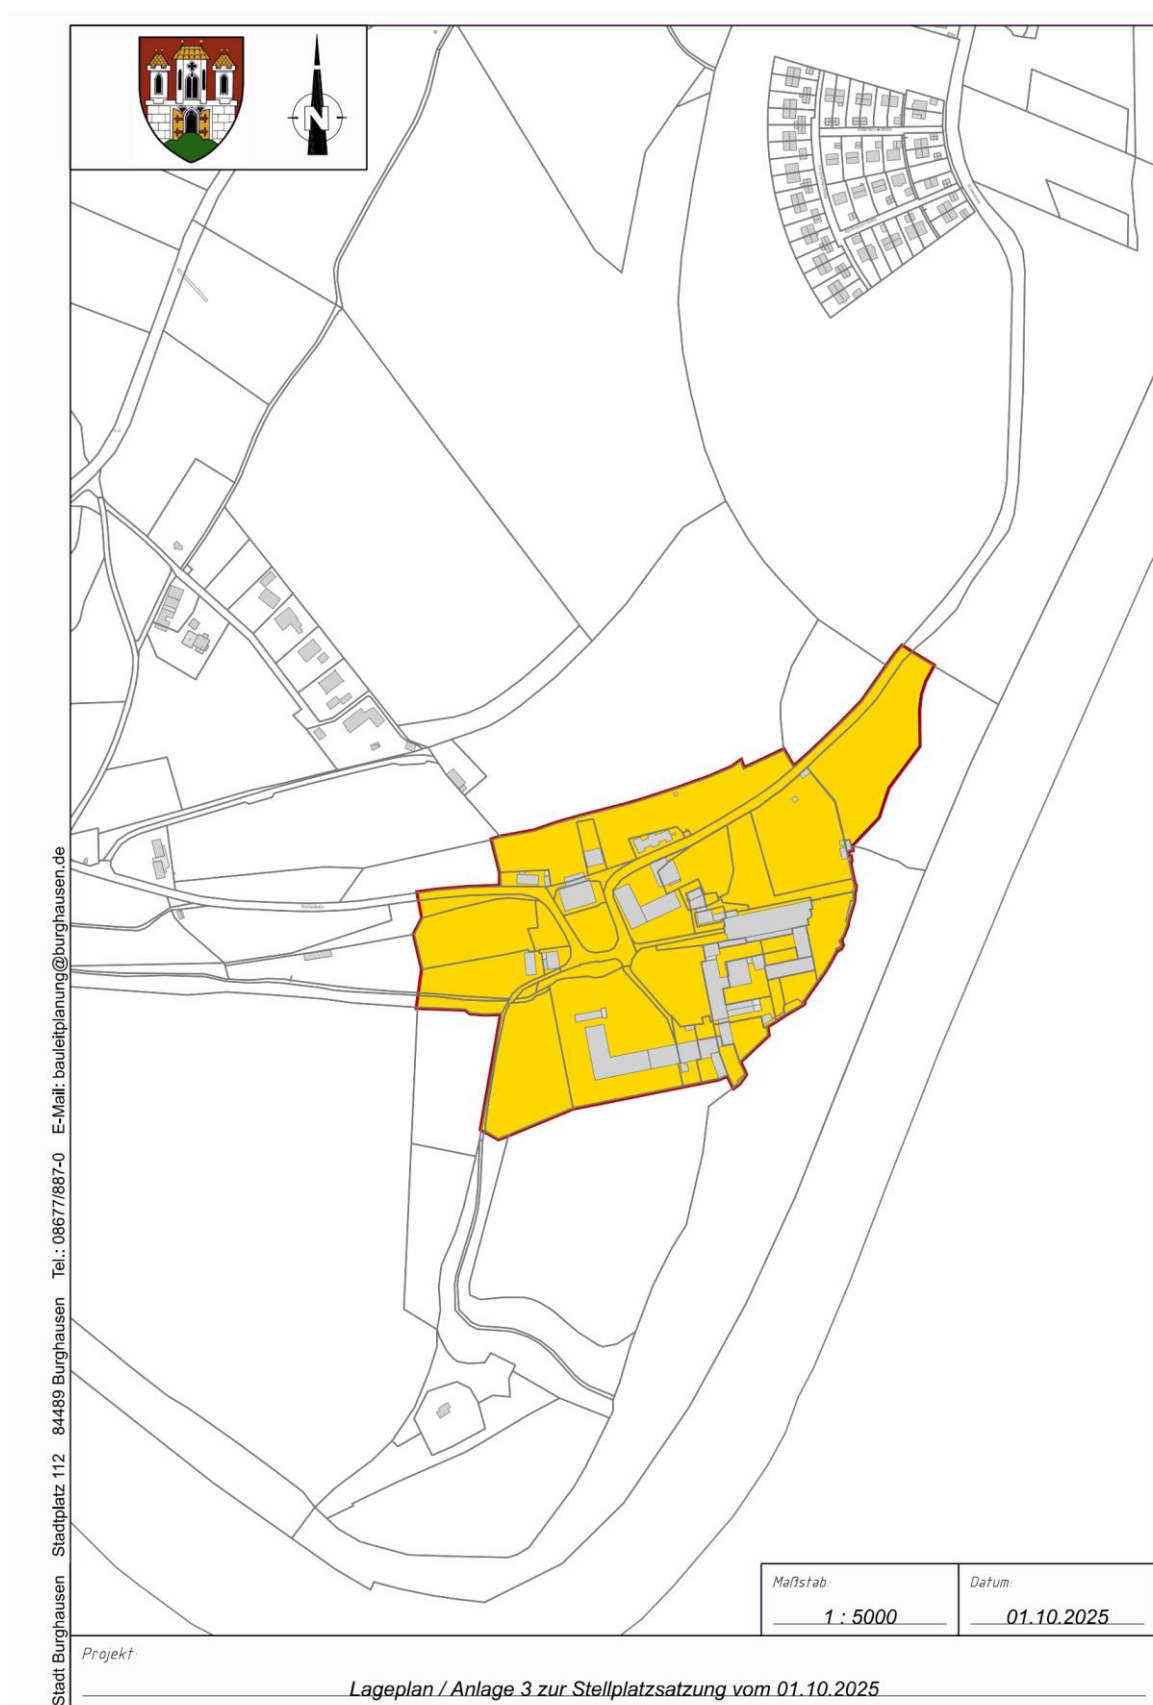 N
Stadt Burghausen Stadtplatz 112 84489 Burghausen Tel.: 08677/887-0 E-Mail: bauleitplanung@burghausen.de
Maßstab:
1 : 5000
Datum:
01.10.2025
Projekt:
Lageplan / Anlage 3 zur Stellplatzsatzung vom 01.10.2025